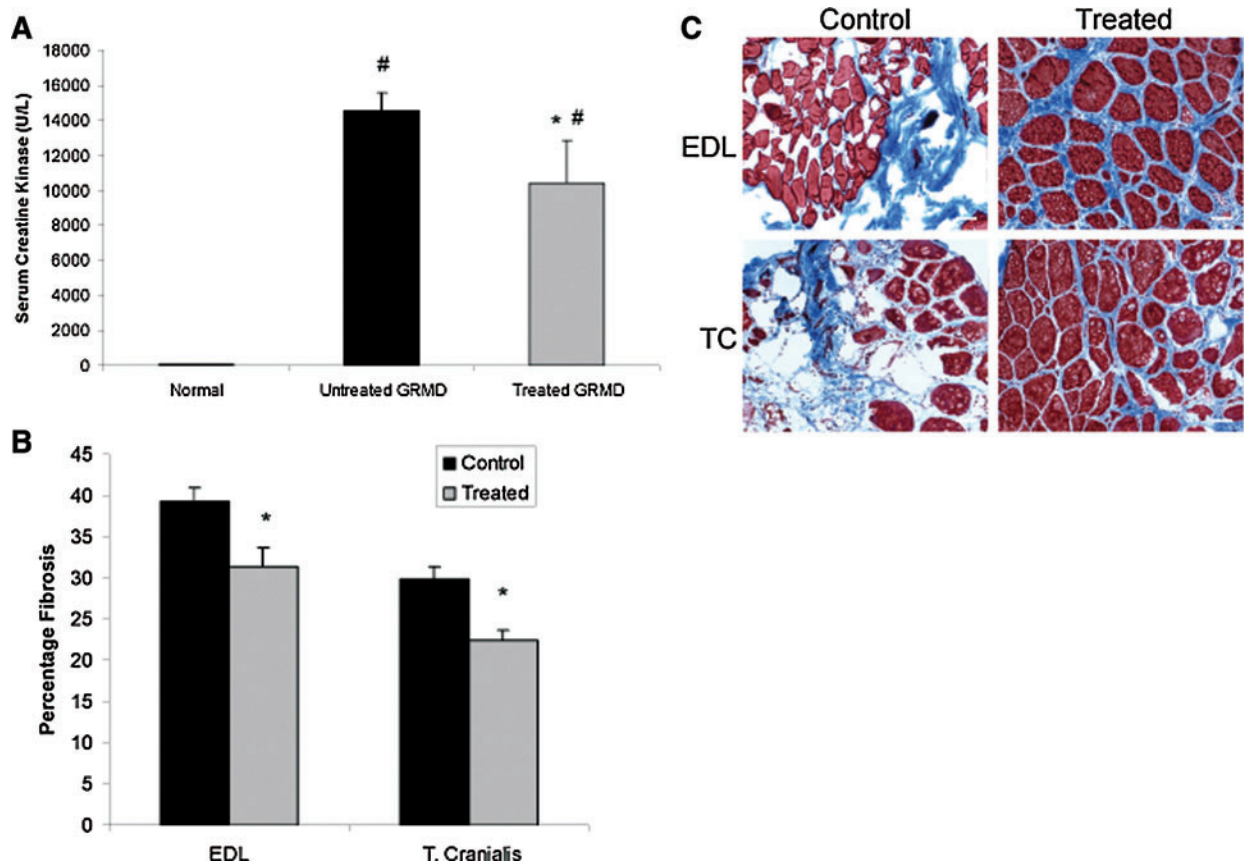 A
18000
16000
14000
12000
10000
8000
6000
4000
2000
0
Serum Creatine Kinase (U/L)
#
* #
Normal
Untreated GRMD
Treated GRMD
B
45
40
35
30
25
20
15
10
5
0
Percentage Fibrosis
Control
Treated
*
*
EDL
T. Cranialis
C
Control
Treated
EDL
TC